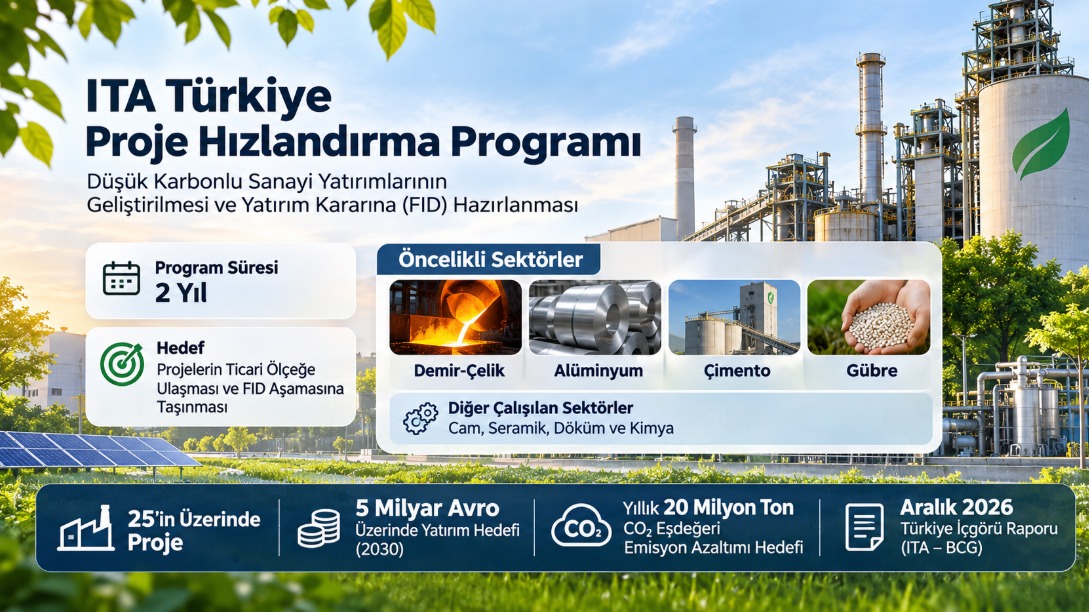 ITA Türkiye
Proje Hızlandırma Programı
Düşük Karbonlu Sanayi Yatırımlarının
Geliştirilmesi ve Yatırım Kararına (FID) Hazırlanması
Program Süresi
2 Yıl
Hedef
Projelerin Ticari Ölçeğe
Ulaşması ve FID Aşamasına
Taşınması
Öncelikli Sektörler
Demir-Çelik
Alüminyum
Çimento
Gübre
Diğer Çalışılan Sektörler
Cam, Seramik, Döküm ve Kimya
25'in Üzerinde
Proje
5 Milyar Avro
Üzerinde Yatırım Hedefi
(2030)
CO₂
Yıllık 20 Milyon Ton
CO₂ Eşdeğeri
Emisyon Azaltımı Hedefi
Aralık 2026
Türkiye İçgörü Raporu
(ITA – BCG)